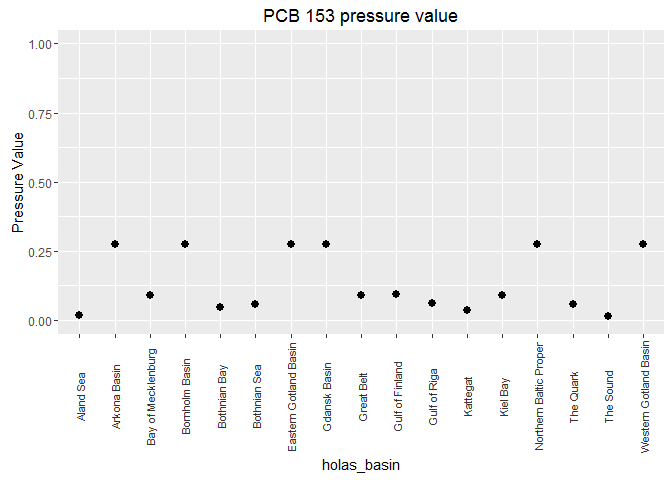 PCB 153 pressure value
Pressure Value
1.00
0.75
0.50
0.25
0.00
Aland Sea
Arkona Basin
Bay of Mecklenburg
Bornholm Basin
Bothnian Bay
Bothnian Sea
Eastern Gotland Basin
Gdansk Basin
Great Belt
Gulf of Finland
Gulf of Riga
Kattegat
Kiel Bay
Northern Baltic Proper
The Quark
The Sound
Western Gotland Basin
holas_basin